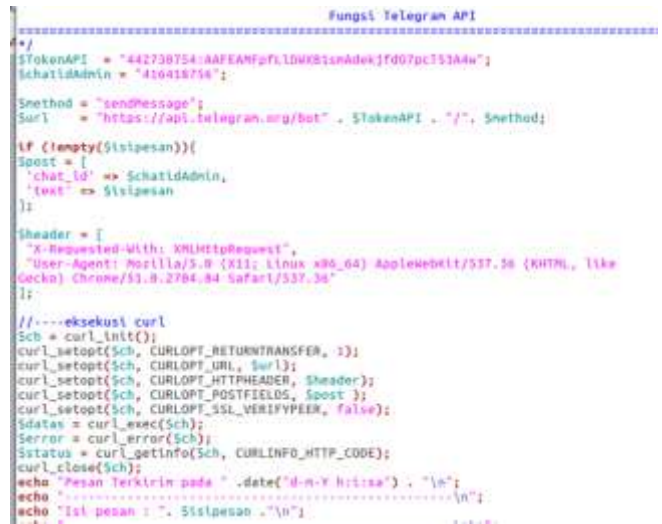 Fungsi Telegram API
*/
$TokenAPI = "
$chatidAdmin = "416418756";
$method = "sendMessage";
$url = "https://api.telegram.org/bot" . $TokenAPI . "/". $method;
if (!empty($isipesan)){
$post = [
'chat_id' => $chatidAdmin,
'text' => $isipesan
];
$header = [
"X-Requested-With: XMLHttpRequest",
"User-Agent: Mozilla/5.0 (X11; Linux x86_64) AppleWebKit/537.36 (KHTML, like
Gecko) Chrome/51.0.2704.84 Safari/537.36"
];
//----eksekusi curl
$ch = curl_init();
curl_setopt($ch, CURLOPT_RETURNTRANSFER, 1);
curl_setopt($ch, CURLOPT_URL, $url);
curl_setopt($ch, CURLOPT_HTTPHEADER, $header);
curl_setopt($ch, CURLOPT_POSTFIELDS, $post );
curl_setopt($ch, CURLOPT_SSL_VERIFYPEER, false);
$datas = curl_exec($ch);
$error = curl_error($ch);
$status = curl_getinfo($ch, CURLINFO_HTTP_CODE);
curl_close($ch);
echo "Pesan Terkirim pada " .date("d-m-Y h:i:sa") . "\n";
echo "------------------------------------------------\n";
echo "Isi pesan : ". $isipesan ."\n";